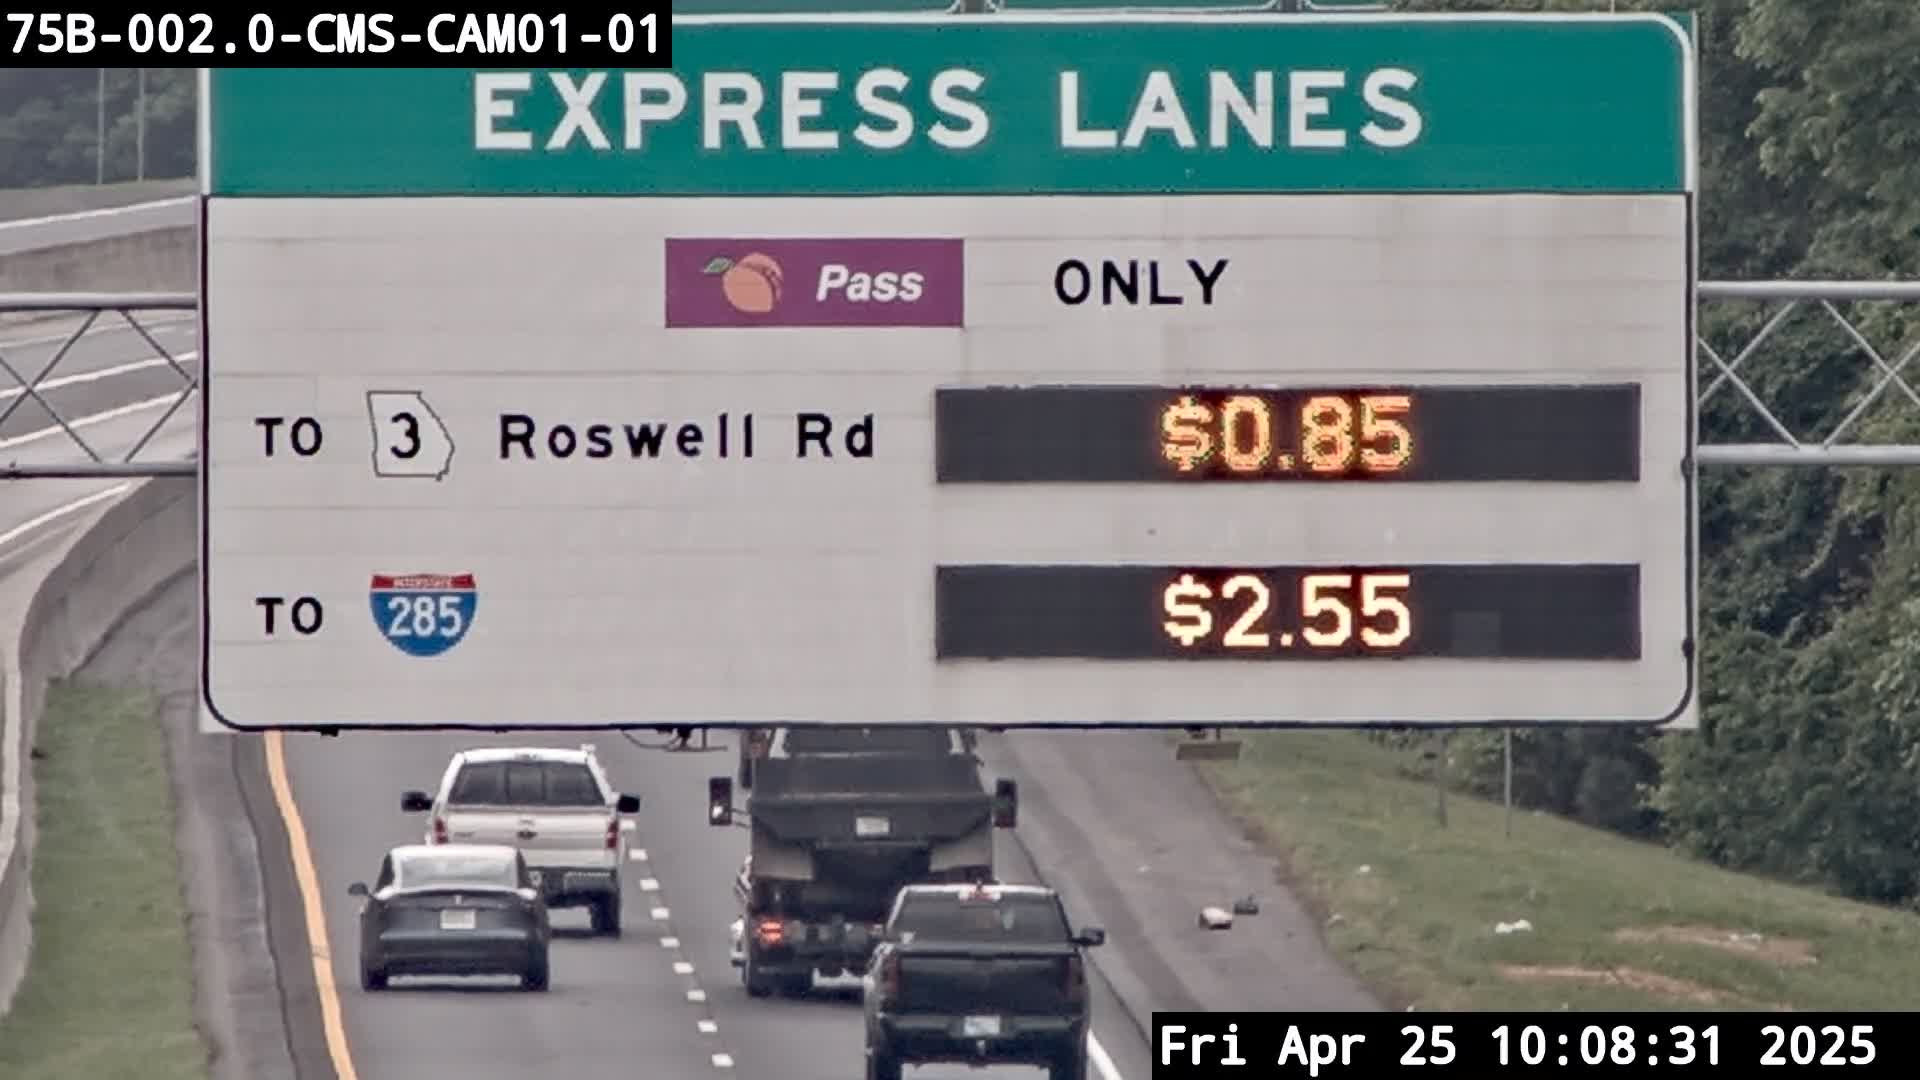 75B-002.0-CMS-CAM01-01
EXPRESS LANES
Pass ONLY
TO 3 Roswell Rd $0.85
INTERSTATE
TO 285 $2.55
Fri Apr 25 10:08:31 2025